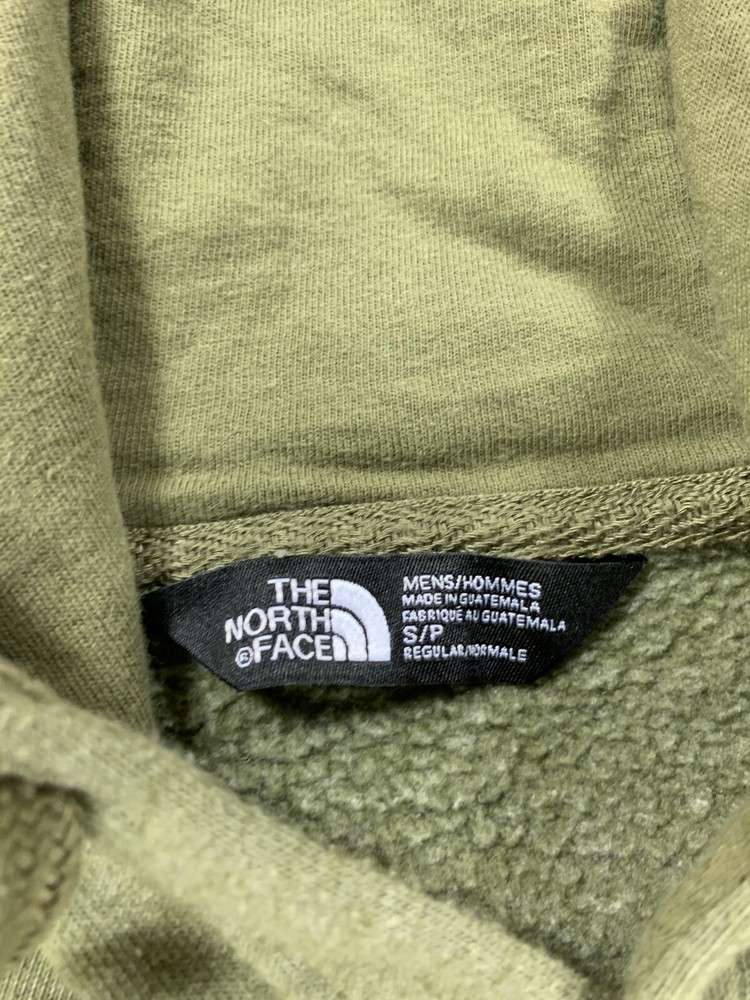 THE
NORTH
®FACE
MENS/HOMMES
MADE IN GUATEMALA
FABRIQUÉ AU GUATEMALA
S/P
REGULAR/NORMALE